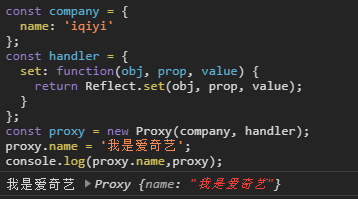 const company = {
  name: 'iqiyi'
};
const handler = {
  set: function(obj, prop, value) {
    return Reflect.set(obj, prop, value);
  }
};
const proxy = new Proxy(company, handler);
proxy.name = '我是爱奇艺';
console.log(proxy.name,proxy);
我是爱奇艺 ▶ Proxy {name: "我是爱奇艺"}